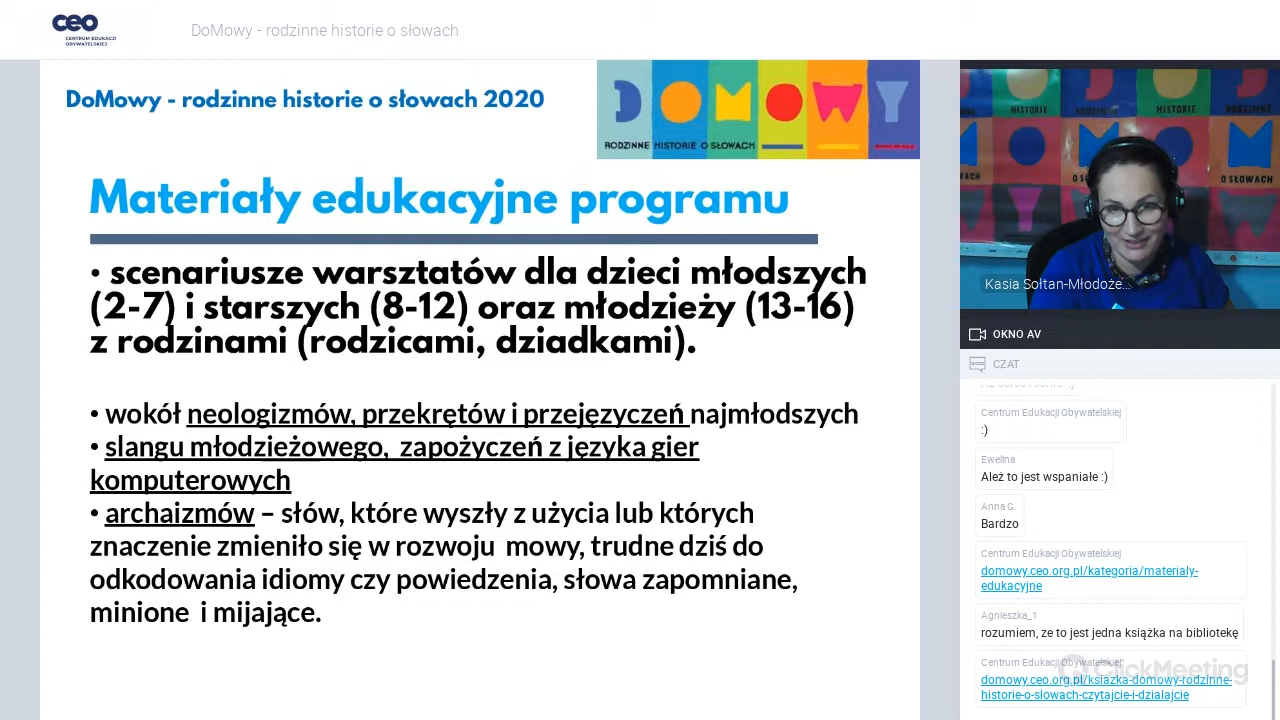 ceo
CENTRUM EDUKACJI
OBYWATELSKIEJ
DoMowy - rodzinne historie o słowach
DoMowy - rodzinne historie o słowach 2020
DOMOWY
RODZINNE HISTORIE O SŁOWACH
Materiały edukacyjne programu
• scenariusze warsztatów dla dzieci młodszych
(2-7) i starszych (8-12) oraz młodzieży (13-16)
z rodzinami (rodzicami, dziadkami).
• wokół neologizmów, przekrętów i przejęzyczeń najmłodszych
• slangu młodzieżowego, zapożyczeń z języka gier
komputerowych
• archaizmów – słów, które wyszły z użycia lub których
znaczenie zmieniło się w rozwoju mowy, trudne dziś do
odkodowania idiomy czy powiedzenia, słowa zapomniane,
minione i mijające.
HISTORIE
RODZINNE
HISTORIE
RODZINNE
O SŁOWACH
O SŁOWACH
Kasia Sołtan-Młodoże...
OKNO AV
CZAT
Centrum Edukacji Obywatelskiej
:)
Ewelina
Ależ to jest wspaniałe :)
Anna G.
Bardzo
Centrum Edukacji Obywatelskiej
domowy.ceo.org.pl/kategoria/materialy-
edukacyjne
Agnieszka_1
rozumiem, ze to jest jedna książka na bibliotekę
Centrum Edukacji Obywatelskiej
domowy.ceo.org.pl/ksiazka-domowy-rodzinne-
historie-o-slowach-czytajcie-i-dzialajcie
ClickMeeting